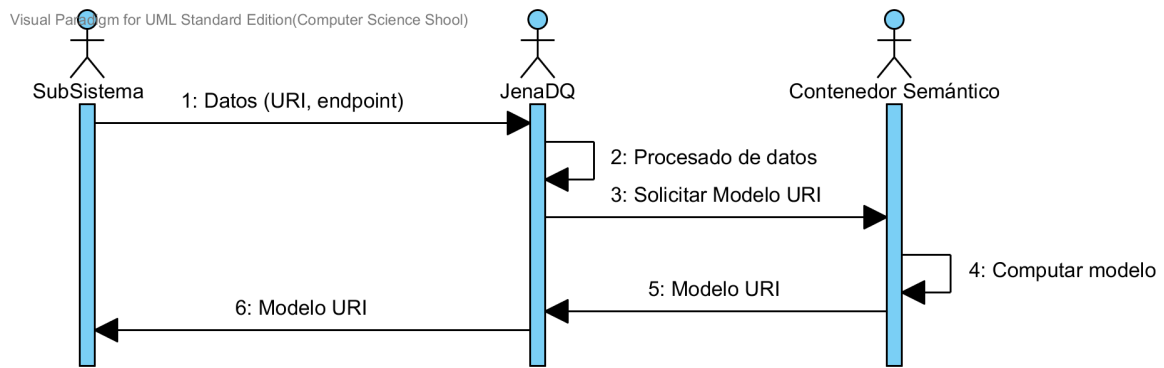 Visual Paradigm for UML Standard Edition(Computer Science Shool)
SubSistema
JenaDQ
Contenedor Semántico
1: Datos (URI, endpoint)
2: Procesado de datos
3: Solicitar Modelo URI
4: Computar modelo
5: Modelo URI
6: Modelo URI